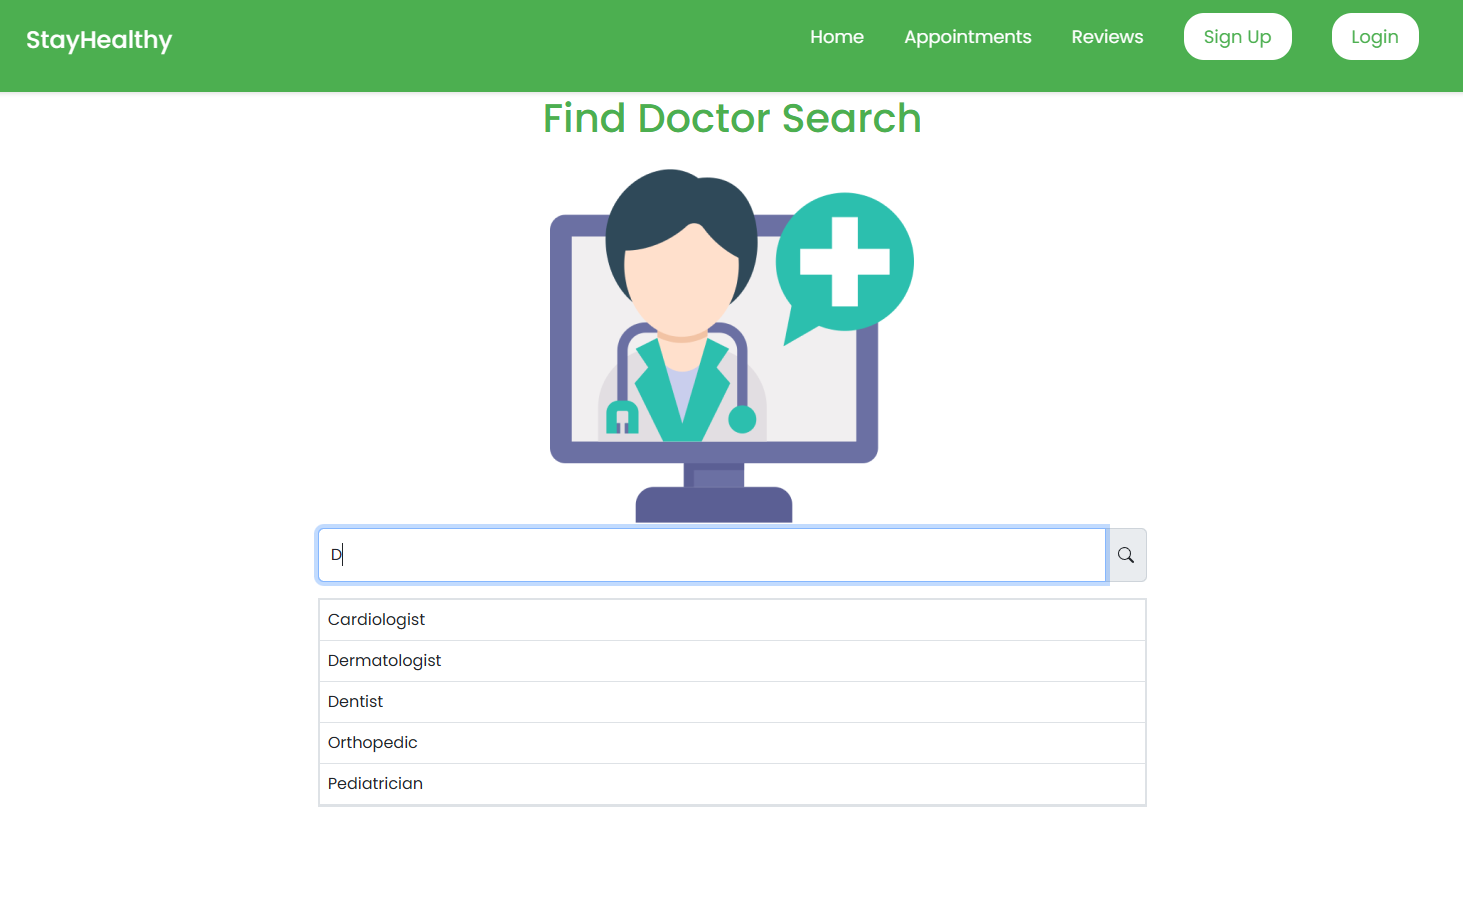 StayHealthy
Home Appointments Reviews Sign Up Login
Find Doctor Search
D
Cardiologist
Dermatologist
Dentist
Orthopedic
Pediatrician